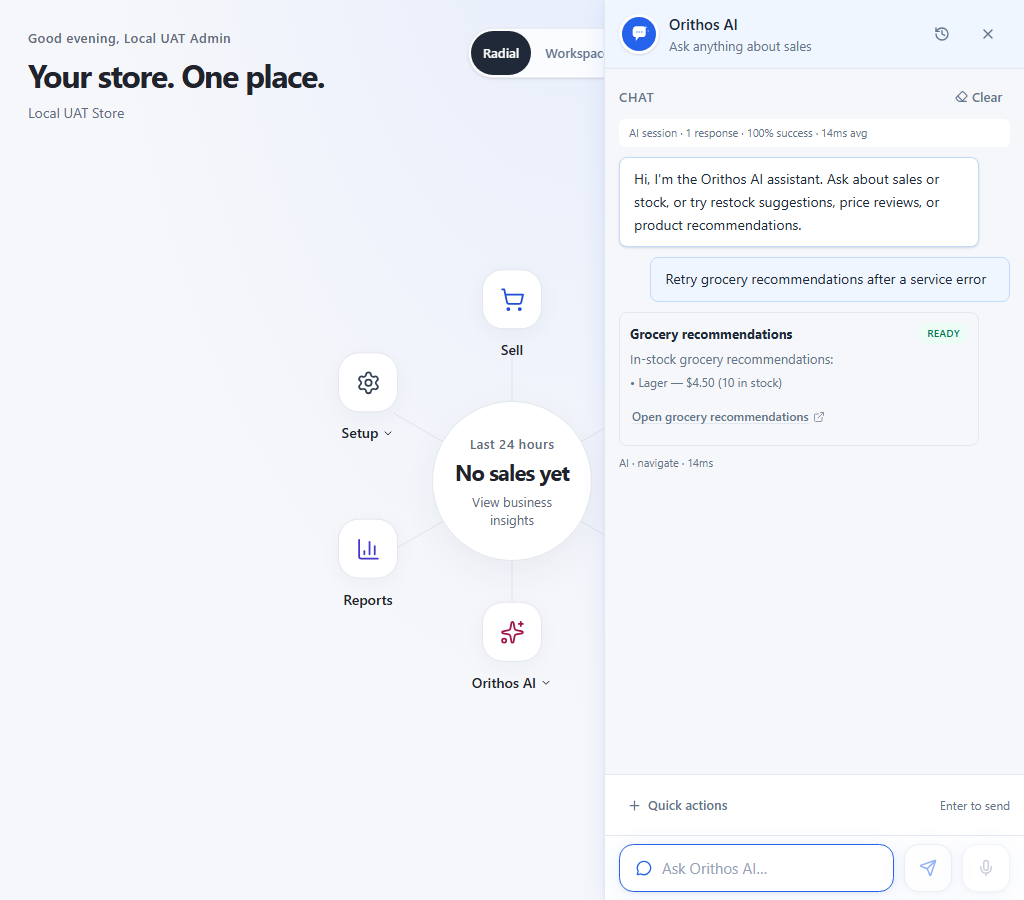 Good evening, Local UAT Admin
Your store. One place.
Local UAT Store
Radial
Workspac
Sell
Setup
Last 24 hours
No sales yet
View business
insights
Reports
Orithos AI
Orithos AI
Ask anything about sales
CHAT
Clear
AI session · 1 response · 100% success · 14ms avg
Hi, I'm the Orithos AI assistant. Ask about sales or
stock, or try restock suggestions, price reviews, or
product recommendations.
Retry grocery recommendations after a service error
Grocery recommendations
READY
In-stock grocery recommendations:
• Lager — $4.50 (10 in stock)
Open grocery recommendations
AI · navigate · 14ms
Quick actions
Enter to send
Ask Orithos AI...